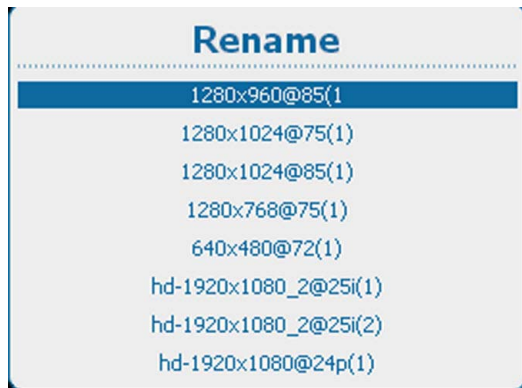 Rename
1280x960@85(1
1280x1024@75(1)
1280x1024@85(1)
1280x768@75(1)
640x480@72(1)
hd-1920x1080_2@25i(1)
hd-1920x1080_2@25i(2)
hd-1920x1080@24p(1)